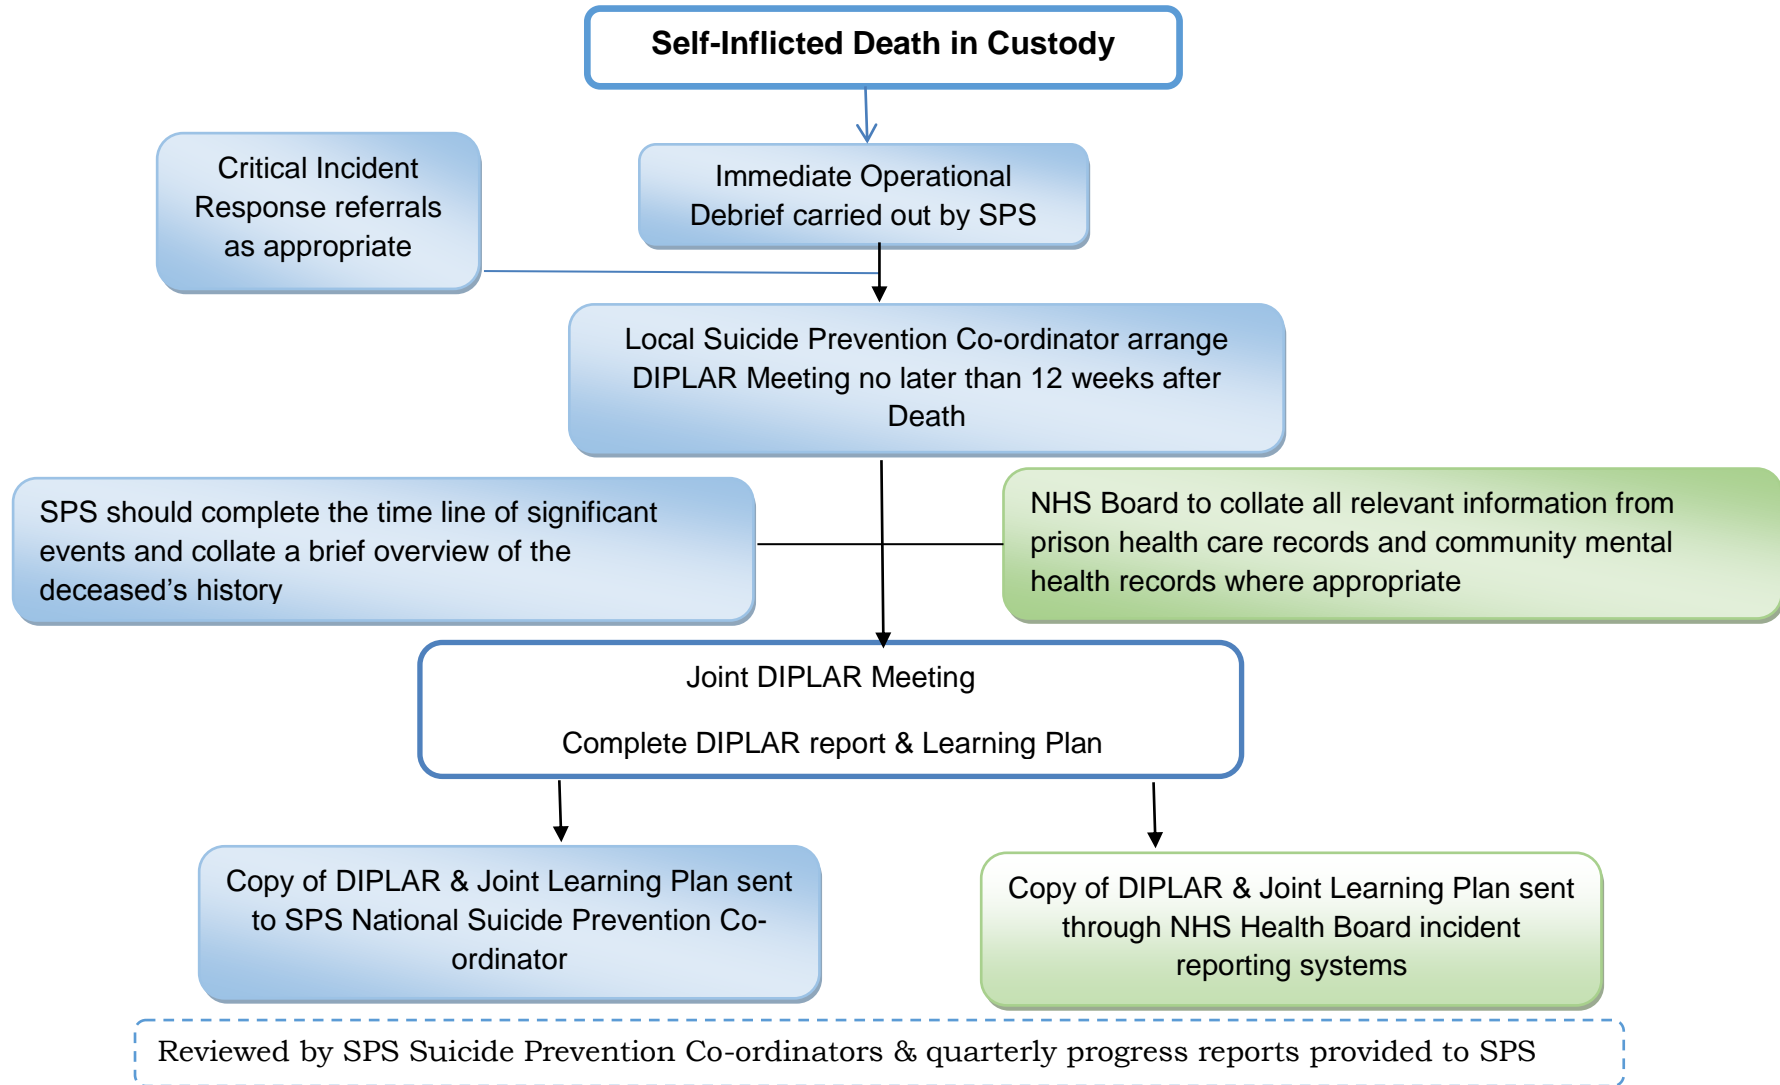 Self-Inflicted Death in Custody
Critical Incident
Response referrals
as appropriate
Immediate Operational
Debrief carried out by SPS
Local Suicide Prevention Co-ordinator arrange
DIPLAR Meeting no later than 12 weeks after
Death
SPS should complete the time line of significant
events and collate a brief overview of the
deceased’s history
NHS Board to collate all relevant information from
prison health care records and community mental
health records where appropriate
Joint DIPLAR Meeting
Complete DIPLAR report & Learning Plan
Copy of DIPLAR & Joint Learning Plan sent
to SPS National Suicide Prevention Co-
ordinator
Copy of DIPLAR & Joint Learning Plan sent
through NHS Health Board incident
reporting systems
Reviewed by SPS Suicide Prevention Co-ordinators & quarterly progress reports provided to SPS